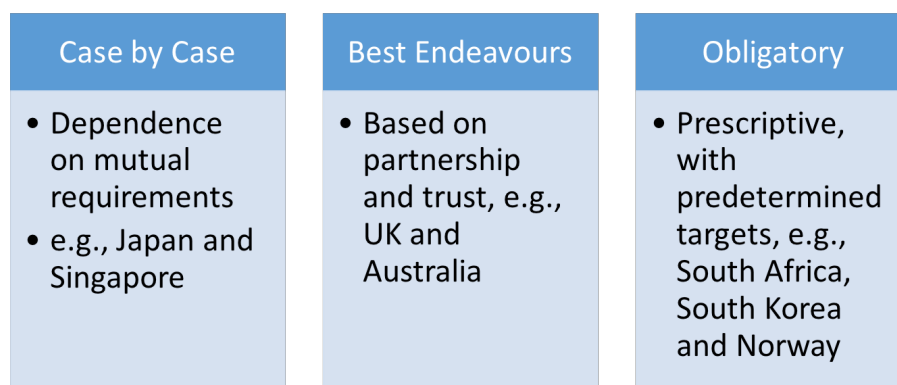 Case by Case
• Dependence
on mutual
requirements
• e.g., Japan and
Singapore
Best Endeavours
• Based on
partnership
and trust, e.g.,
UK and
Australia
Obligatory
• Prescriptive,
with
predetermined
targets, e.g.,
South Africa,
South Korea
and Norway